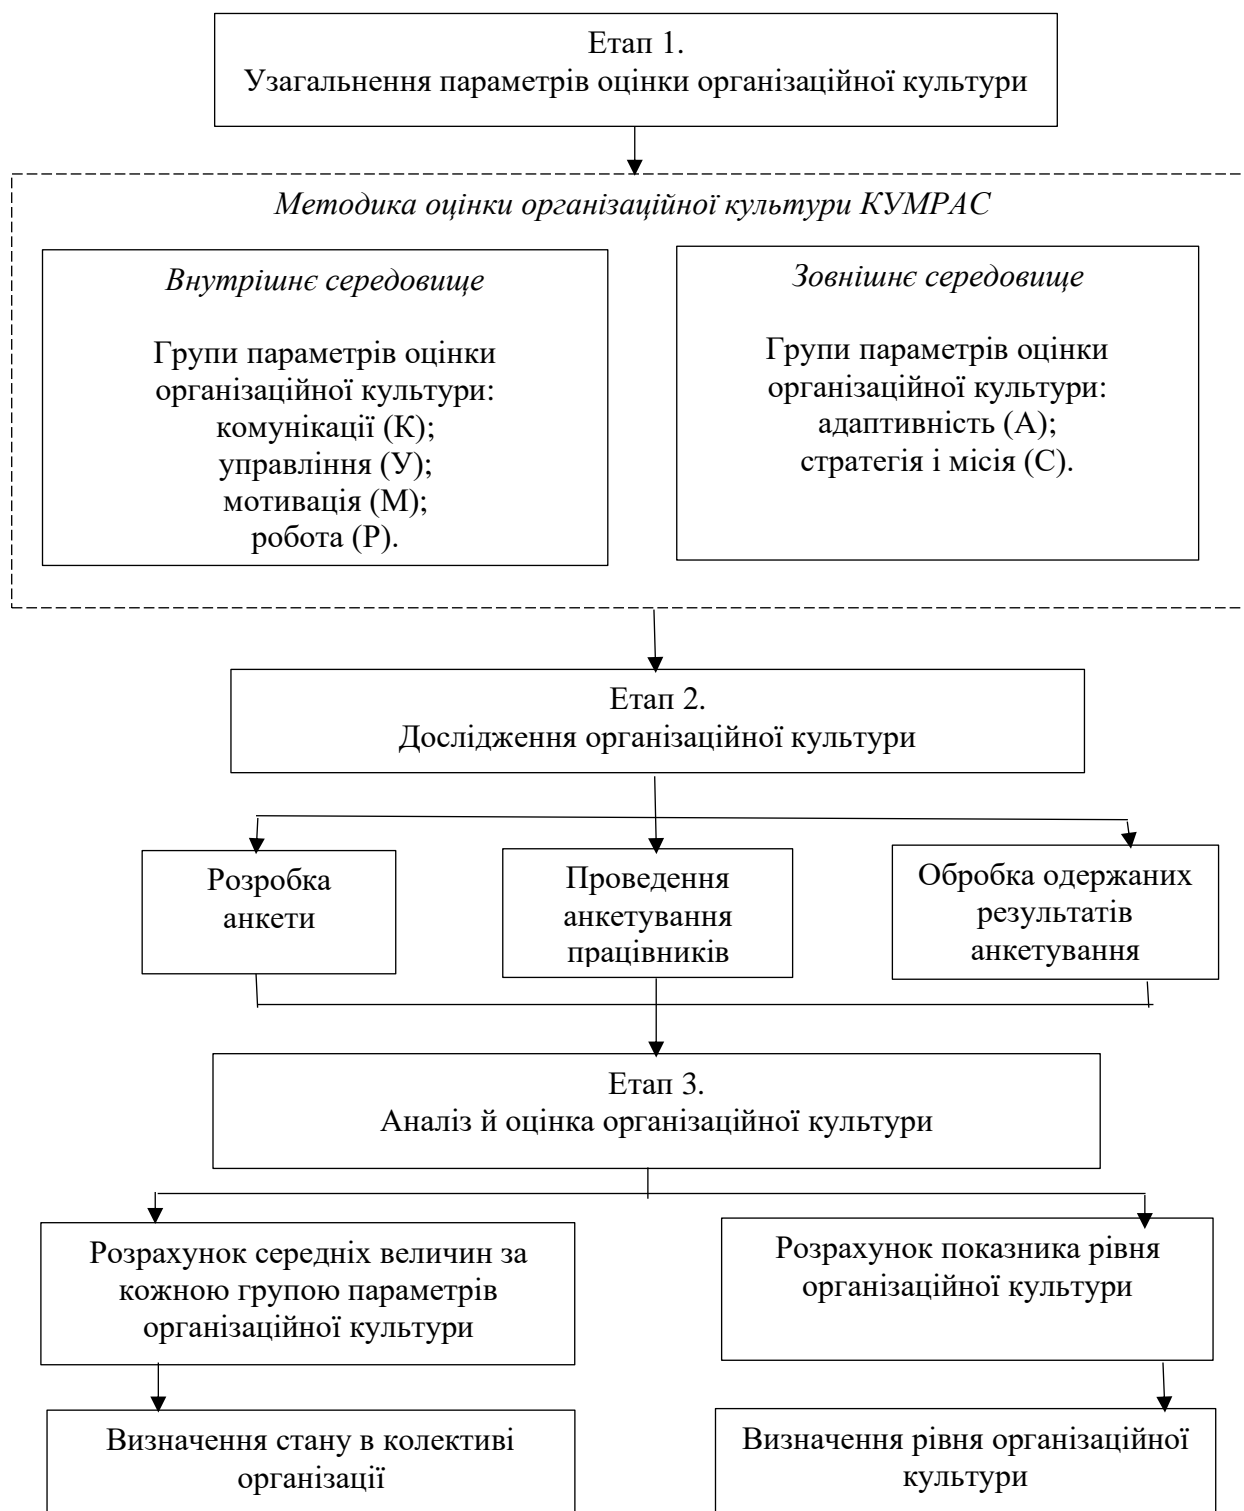 Етап 1.
Узагальнення параметрів оцінки організаційної культури
Методика оцінки організаційної культури КУМРАС
Внутрішнє середовище
Групи параметрів оцінки
організаційної культури:
комунікації (К);
управління (У);
мотивація (М);
робота (Р).
Зовнішнє середовище
Групи параметрів оцінки
організаційної культури:
адаптивність (А);
стратегія і місія (С).
Етап 2.
Дослідження організаційної культури
Розробка
анкети
Проведення
анкетування
працівників
Обробка одержаних
результатів
анкетування
Етап 3.
Аналіз й оцінка організаційної культури
Розрахунок середніх величин за
кожною групою параметрів
організаційної культури
Розрахунок показника рівня
організаційної культури
Визначення стану в колективі
організації
Визначення рівня організаційної
культури